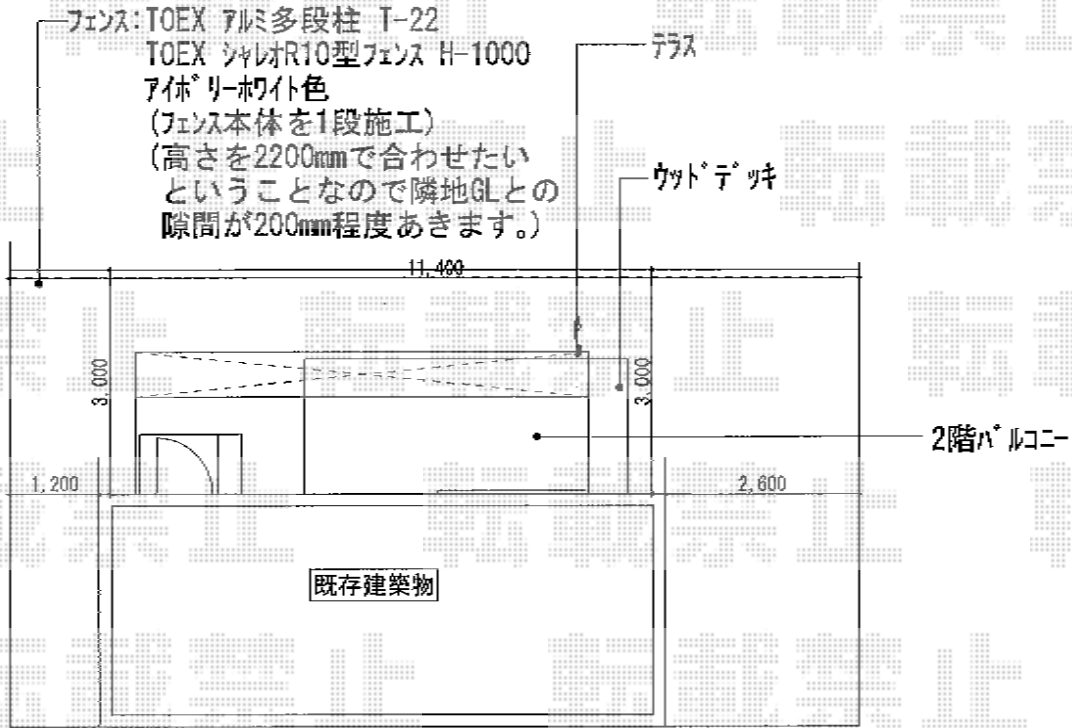 フェンス:TOEX アルミ多段柱 T-22
TOEX シャレオR10型フェンス H-1000
アイボリーホワイト色
(フェンス本体を1段施工)
(高さを2200mmで合わせたい
ということなので隣地GLとの
隙間が200mm程度あきます。)
テラス
ウッドデッキ
11,400
3,000
3,000
2階バルコニー
1,200
2,600
既存建築物
転載禁止